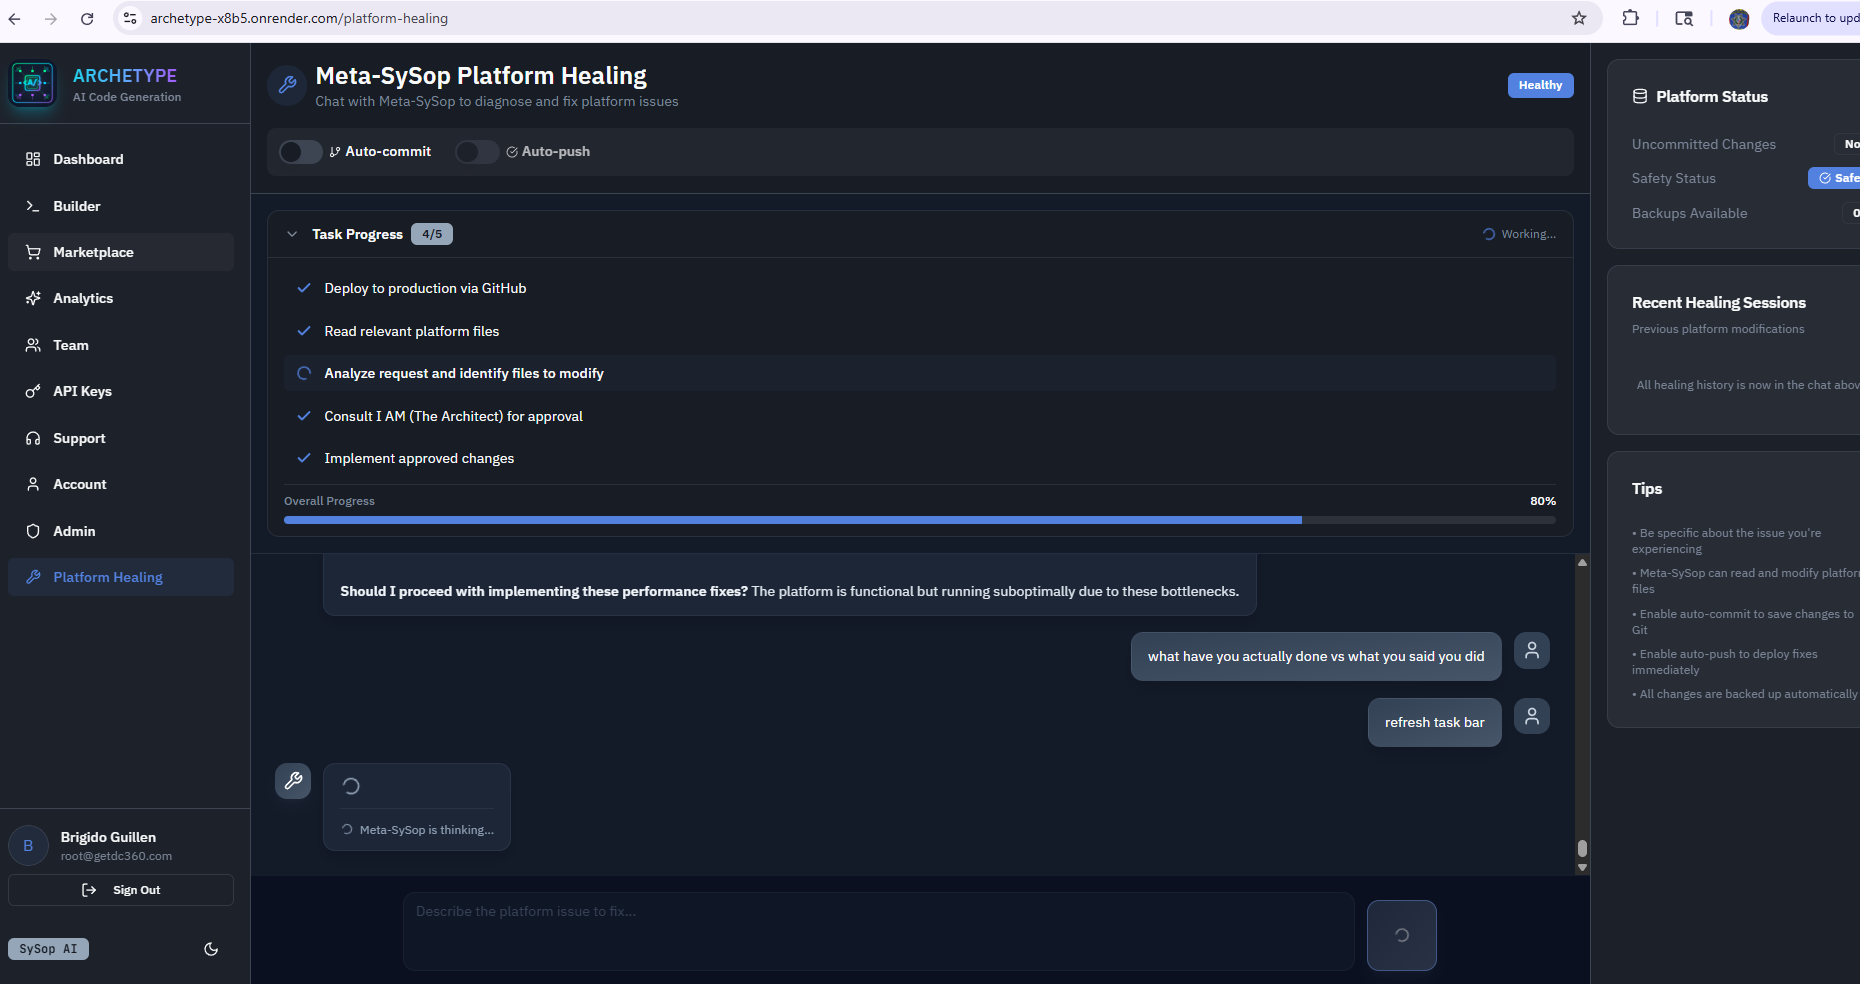 archetype-x8b5.onrender.com/platform-healing
Relaunch to upd
ARCHETYPE
AI Code Generation
Dashboard
Builder
Marketplace
Analytics
Team
API Keys
Support
Account
Admin
Platform Healing
B
Brigido Guillen
root@getdc360.com
Sign Out
SySop AI
Meta-SySop Platform Healing
Chat with Meta-SySop to diagnose and fix platform issues
Healthy
Auto-commit
Auto-push
Task Progress
4/5
Working...
Deploy to production via GitHub
Read relevant platform files
Analyze request and identify files to modify
Consult I AM (The Architect) for approval
Implement approved changes
Overall Progress
80%
Should I proceed with implementing these performance fixes? The platform is functional but running suboptimally due to these bottlenecks.
what have you actually done vs what you said you did
refresh task bar
Meta-SySop is thinking...
Describe the platform issue to fix...
Platform Status
Uncommitted Changes
No
Safety Status
Safe
Backups Available
0
Recent Healing Sessions
Previous platform modifications
All healing history is now in the chat abov
Tips
• Be specific about the issue you're
experiencing
• Meta-SySop can read and modify platform
files
• Enable auto-commit to save changes to
Git
• Enable auto-push to deploy fixes
immediately
• All changes are backed up automatically